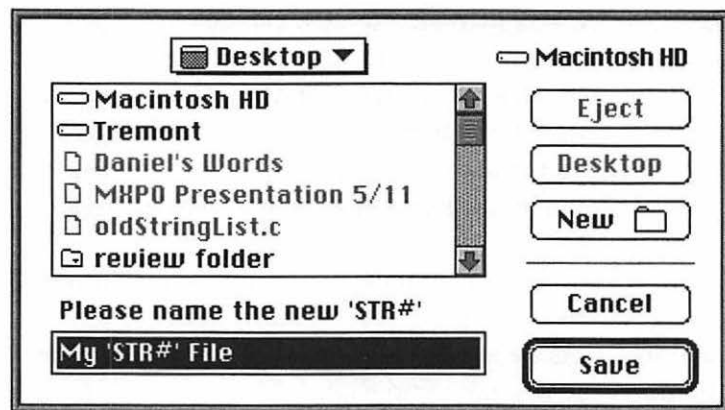 Desktop
Macintosh HD
Macintosh HD
Tremont
Daniel's Words
MXPO Presentation 5/11
oldStringList.c
review folder
Eject
Desktop
New
Please name the new 'STR#'
My 'STR#' File
Cancel
Save